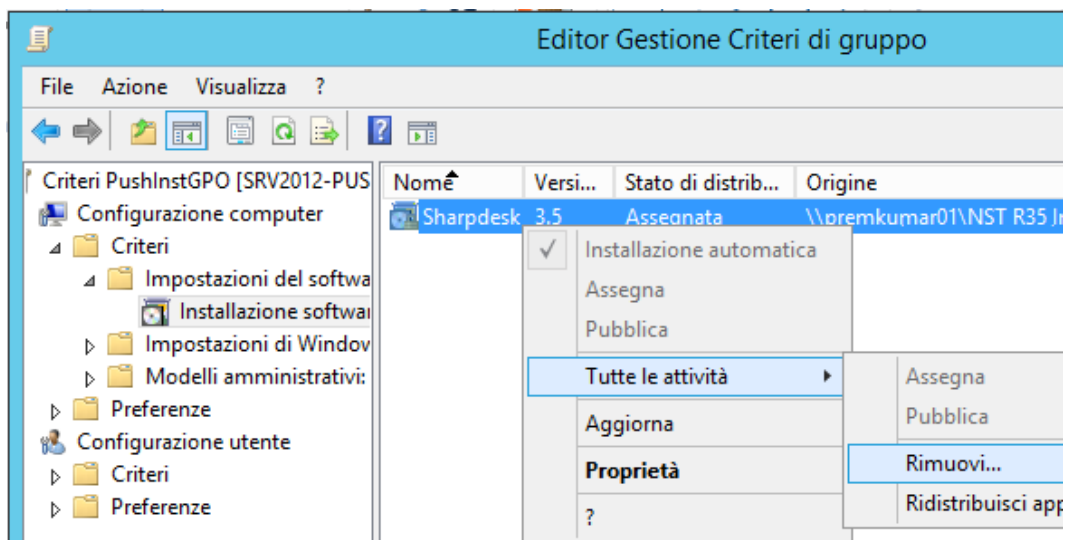 Editor Gestione Criteri di gruppo
File Azione Visualizza ?
Criteri PushInstGPO [SRV2012-PUS
Configurazione computer
Criteri
Impostazioni del softwa
Installazione softwar
Impostazioni di Window
Modelli amministrativi:
Preferenze
Configurazione utente
Criteri
Preferenze
Nome Versi... Stato di distrib... Origine
Sharpdesk 3.5 Assegnata \\premkumar01\NST R35 Jr
Installazione automatica
Assegna
Pubblica
Tutte le attività
Aggiorna
Proprietà
?
Assegna
Pubblica
Rimuovi...
Ridistribuisci app